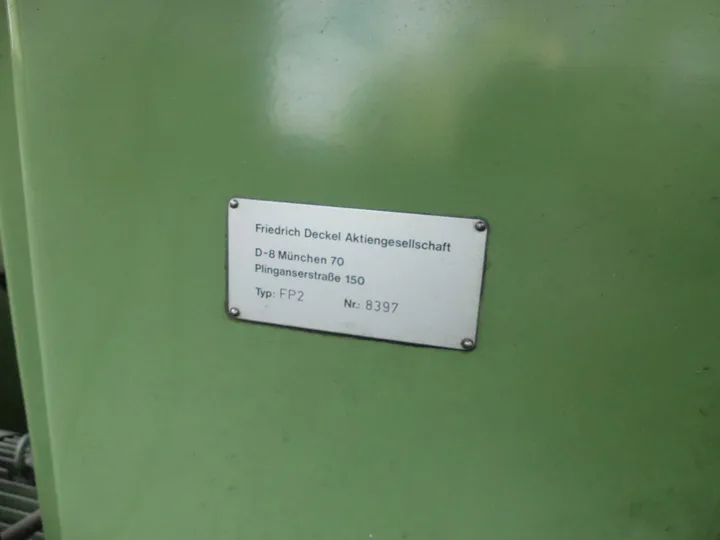 Friedrich Deckel Aktiengesellschaft
D-8 München 70
Plinganserstraße 150
Typ: FP2 Nr.: 8397